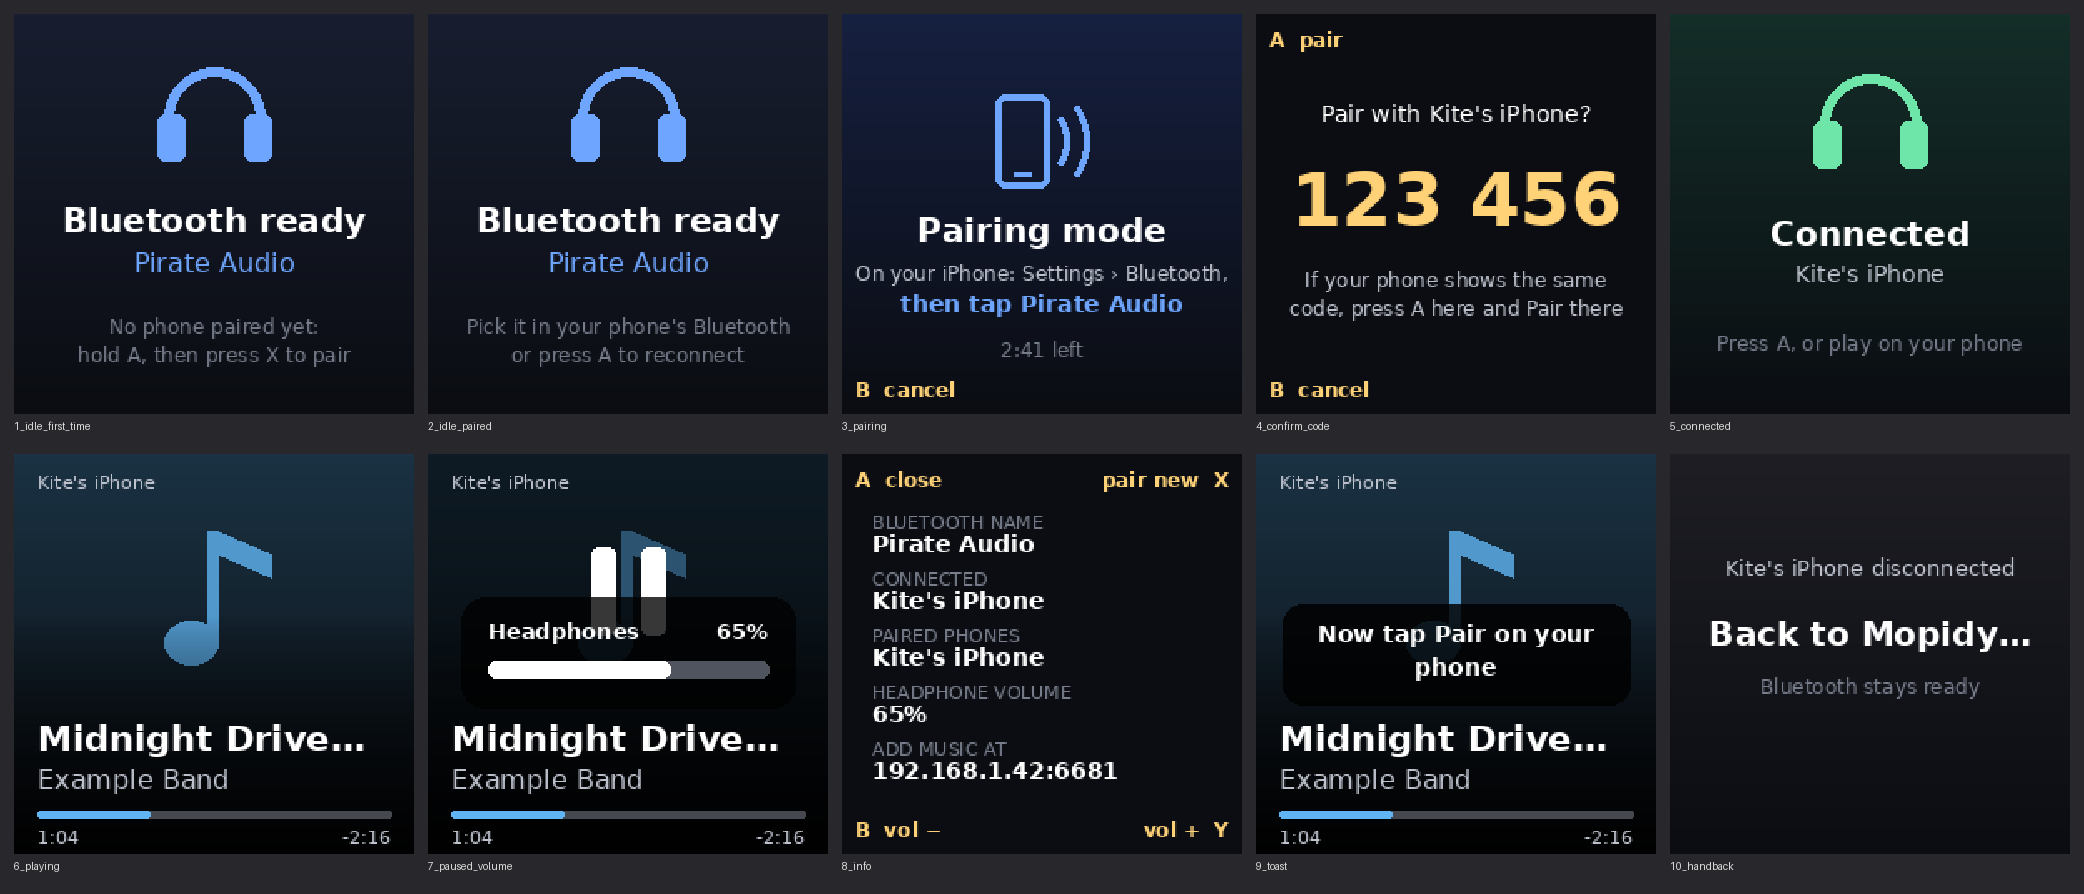 Bluetooth ready
Pirate Audio
No phone paired yet:
hold A, then press X to pair
1_idle_first_time
Bluetooth ready
Pirate Audio
Pick it in your phone's Bluetooth
or press A to reconnect
2_idle_paired
Pairing mode
On your iPhone: Settings › Bluetooth,
then tap Pirate Audio
2:41 left
B cancel
3_pairing
A pair
Pair with Kite's iPhone?
123 456
If your phone shows the same
code, press A here and Pair there
B cancel
4_confirm_code
Connected
Kite's iPhone
Press A, or play on your phone
5_connected
Kite's iPhone
Midnight Drive…
Example Band
1:04 -2:16
6_playing
Kite's iPhone
Headphones 65%
Midnight Drive…
Example Band
1:04 -2:16
7_paused_volume
A close pair new X
BLUETOOTH NAME
Pirate Audio
CONNECTED
Kite's iPhone
PAIRED PHONES
Kite's iPhone
HEADPHONE VOLUME
65%
ADD MUSIC AT
192.168.1.42:6681
B vol − vol + Y
8_info
Kite's iPhone
Now tap Pair on your
phone
Midnight Drive…
Example Band
1:04 -2:16
9_toast
Kite's iPhone disconnected
Back to Mopidy…
Bluetooth stays ready
10_handback